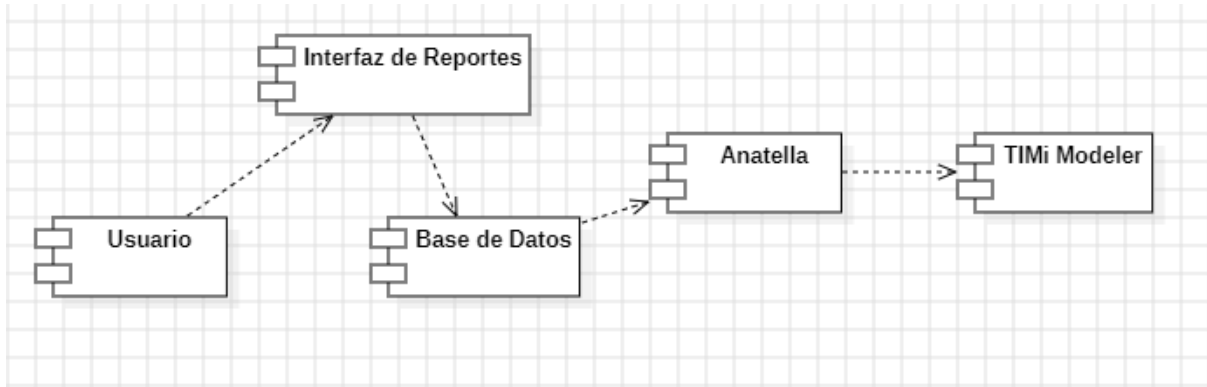 Interfaz de Reportes
Anatella
TIMi Modeler
Usuario
Base de Datos